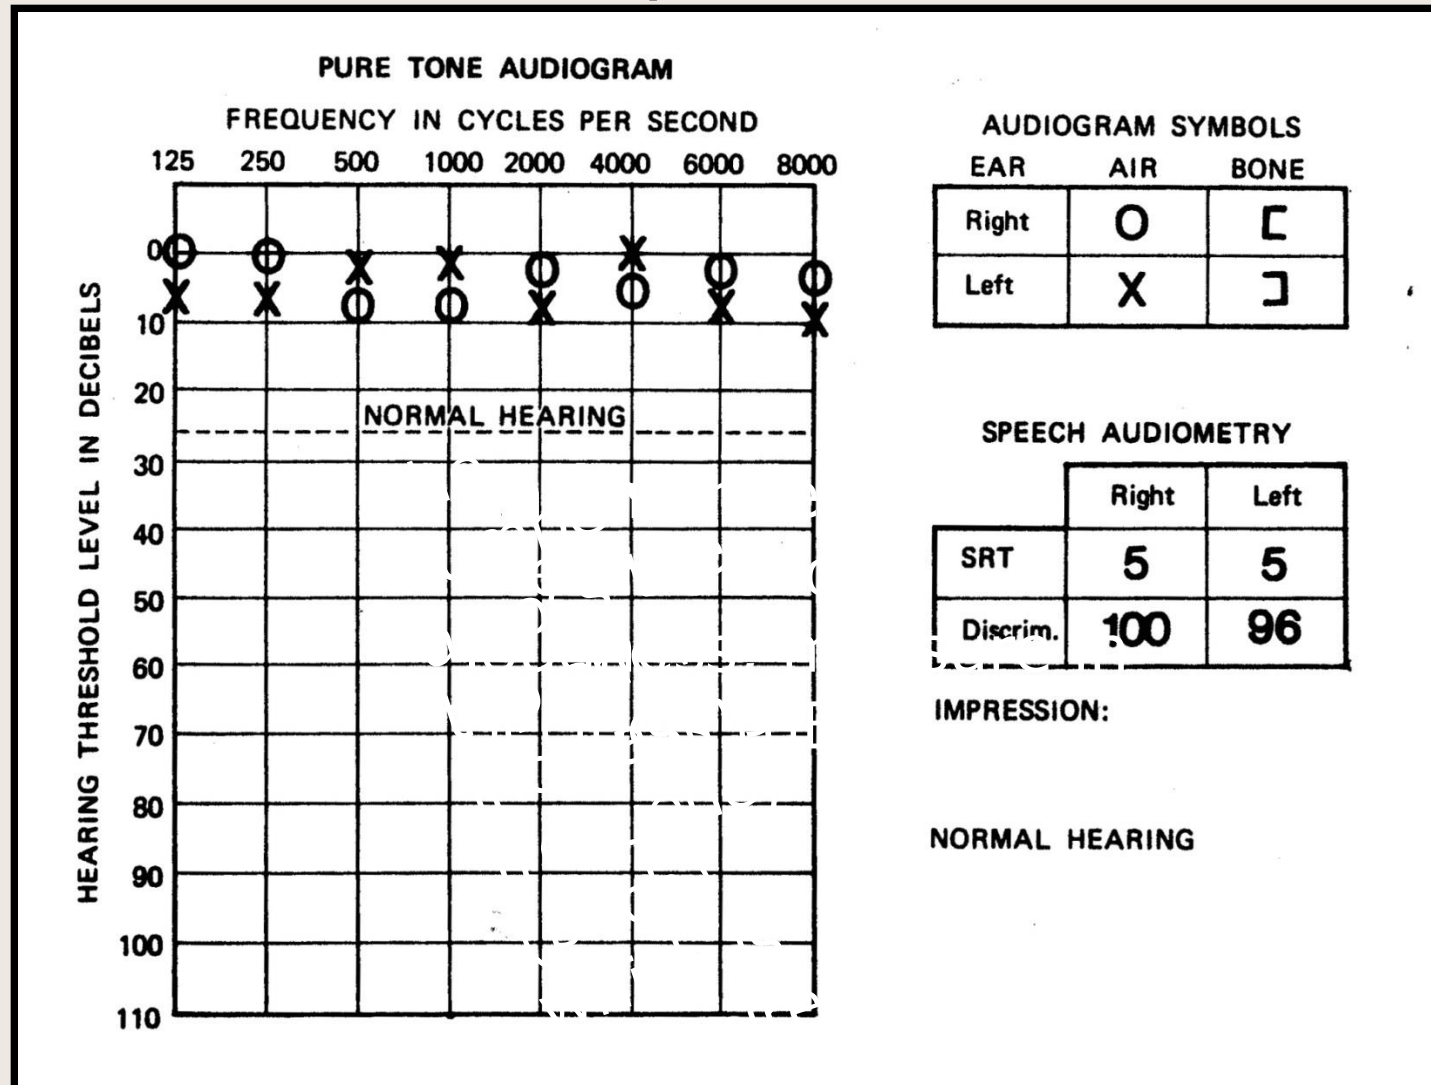 PURE TONE AUDIOGRAM
FREQUENCY IN CYCLES PER SECOND
125 250 500 1000 2000 4000 6000 8000
HEARING THRESHOLD LEVEL IN DECIBELS
0
10
20
NORMAL HEARING
30
40
50
60
70
80
90
100
110
AUDIOGRAM SYMBOLS
EAR AIR BONE
Right O ⊏
Left X ⊐
SPEECH AUDIOMETRY
Right Left
SRT 5 5
Discrim. 100 96
IMPRESSION:
NORMAL HEARING